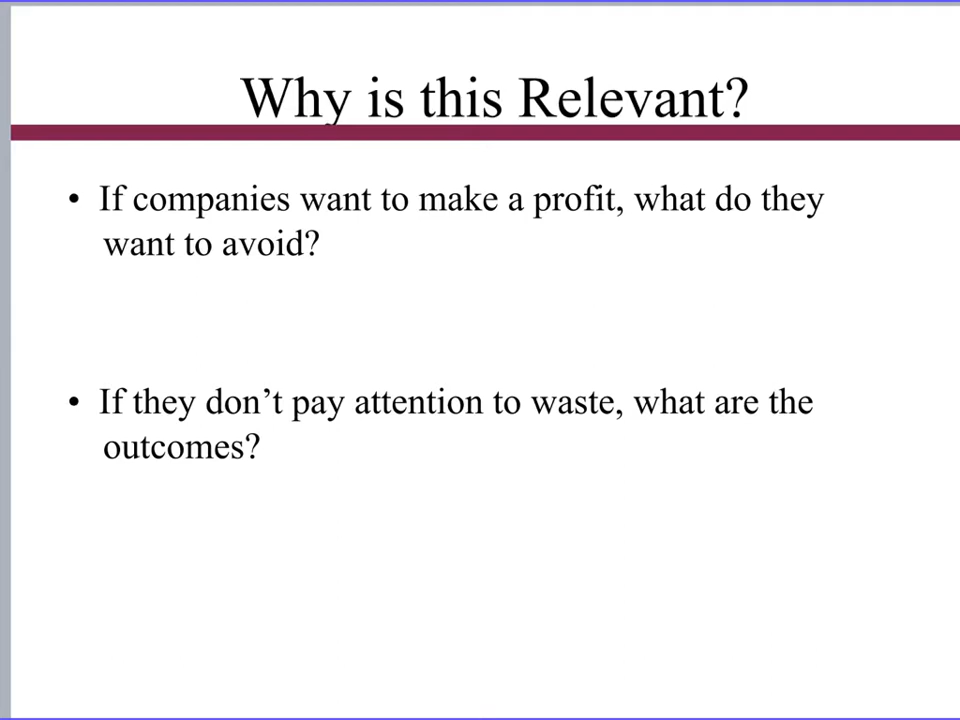 Why is this Relevant?
• If companies want to make a profit, what do they
want to avoid?
• If they don’t pay attention to waste, what are the
outcomes?